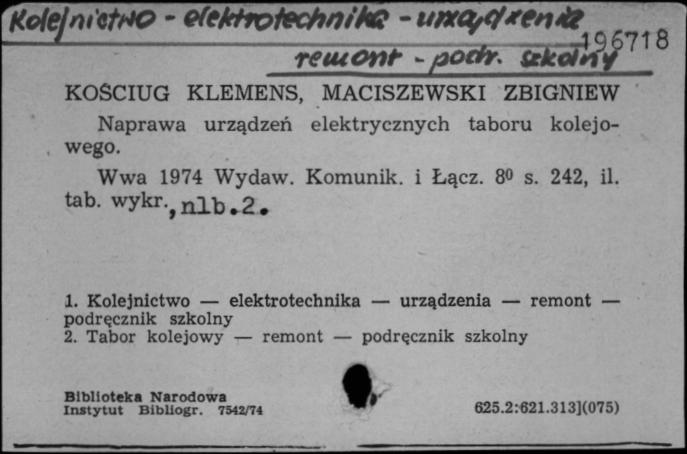 Kolejnictwo - elektrotechnika - urządzenia
196718
remont - podr. szkolny
KOŚCIUG KLEMENS, MACISZEWSKI ZBIGNIEW
Naprawa urządzeń elektrycznych taboru kolejo-
wego.
Wwa 1974 Wydaw. Komunik. i Łącz. 8⁰ s. 242, il.
tab. wykr., nlb.2.
1. Kolejnictwo — elektrotechnika — urządzenia — remont —
podręcznik szkolny
2. Tabor kolejowy — remont — podręcznik szkolny
Biblioteka Narodowa
Instytut Bibliogr. 7542/74
625.2:621.313](075)